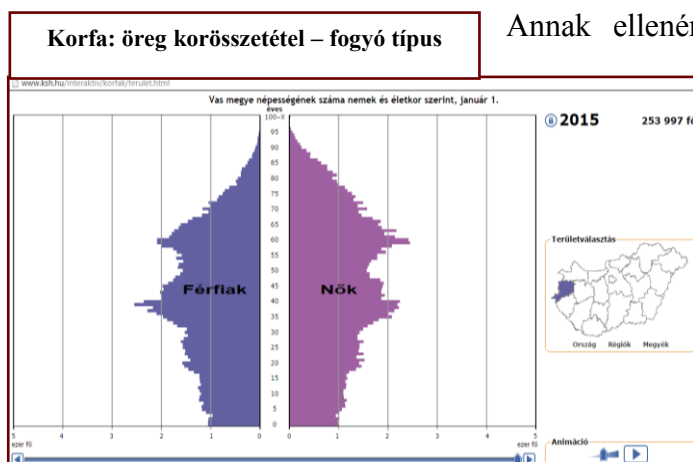 Korfa: öreg korösszetétel – fogyó típus
Annak ellenér
www.ksh.hu/interaktiv/korfak/terulet.html
Vas megye népességének száma nemek és életkor szerint, január 1.
éves
100-X
95
90
85
80
75
70
65
60
55
50
45
40
35
30
25
20
15
10
5
0
Férfiak
Nők
5 4 3 2 1 0
0 1 2 3 4 5
ezer fő
ezer fő
2015
253 997 fő
Területválasztás
Ország Régiók Megyék
Animáció